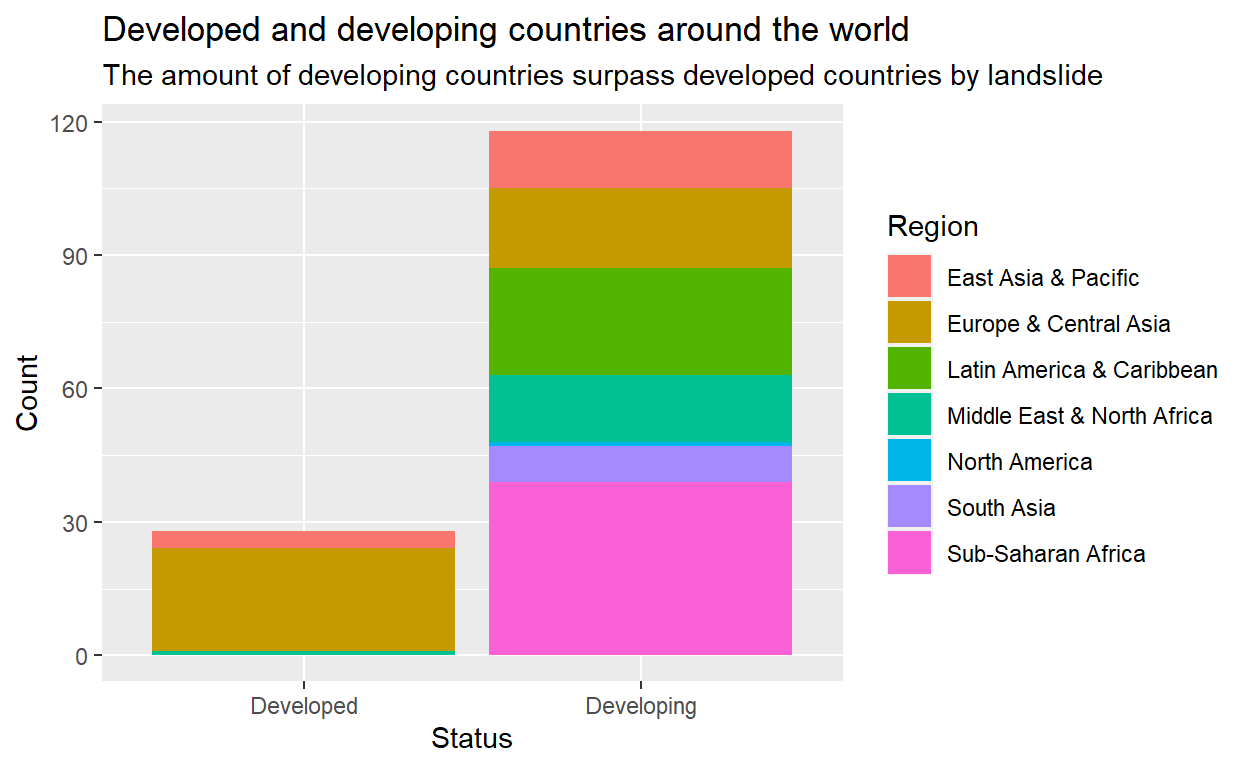 Developed and developing countries around the world
The amount of developing countries surpass developed countries by landslide
120
90
60
30
0
Count
Developed
Developing
Status
Region
East Asia & Pacific
Europe & Central Asia
Latin America & Caribbean
Middle East & North Africa
North America
South Asia
Sub-Saharan Africa